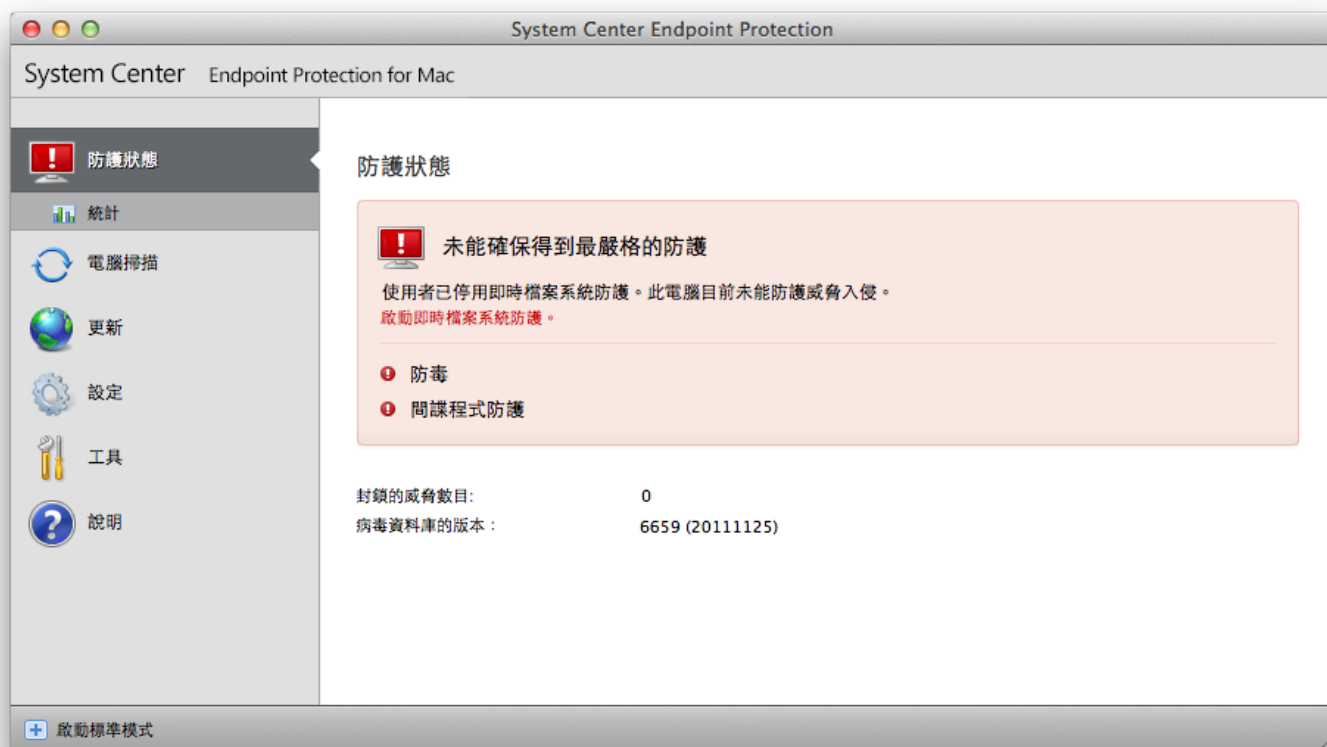 System Center Endpoint Protection
System Center Endpoint Protection for Mac
防護狀態
統計
電腦掃描
更新
設定
工具
說明
防護狀態
未能確保得到最嚴格的防護
使用者已停用即時檔案系統防護。此電腦目前未能防護威脅入侵。
啟動即時檔案系統防護。
防毒
間諜程式防護
封鎖的威脅數目: 0
病毒資料庫的版本： 6659 (20111125)
啟動標準模式